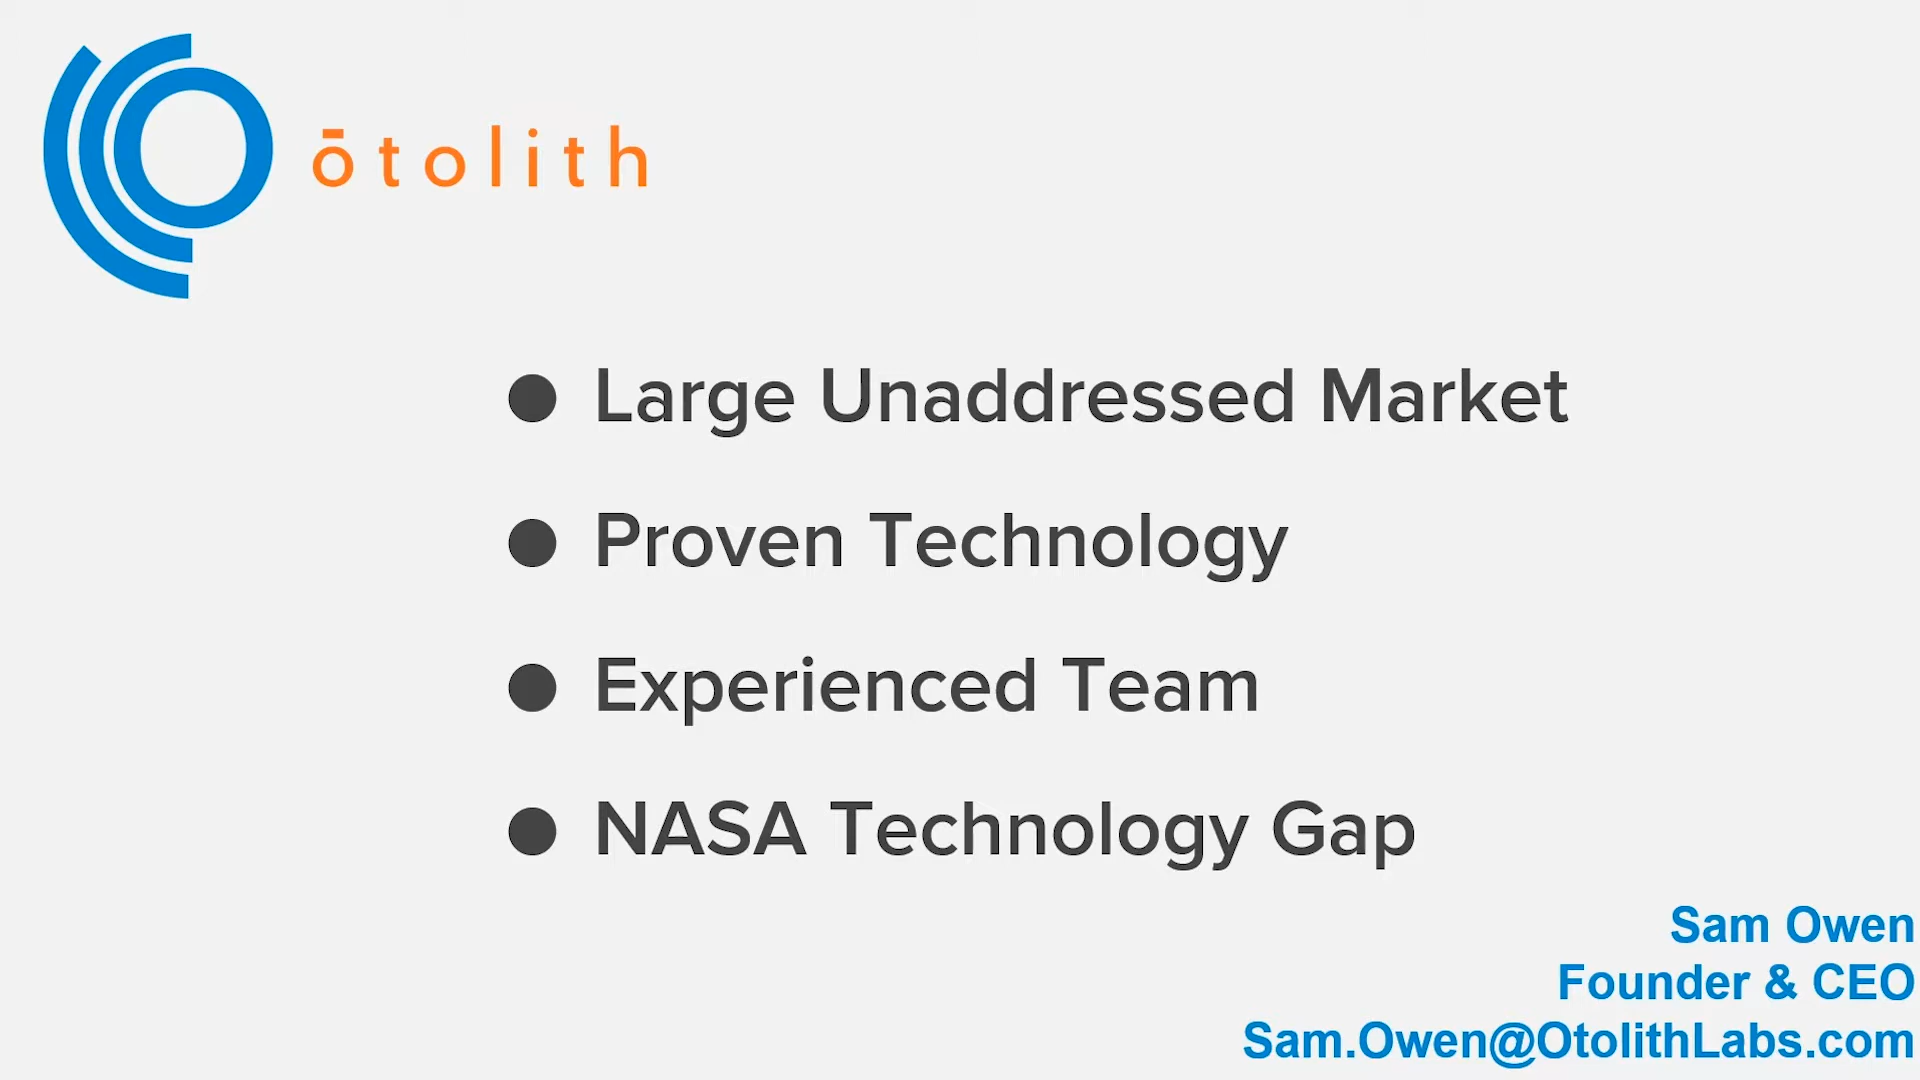 ōtolith
● Large Unaddressed Market
● Proven Technology
● Experienced Team
● NASA Technology Gap
Sam Owen
Founder & CEO
Sam.Owen@OtolithLabs.com